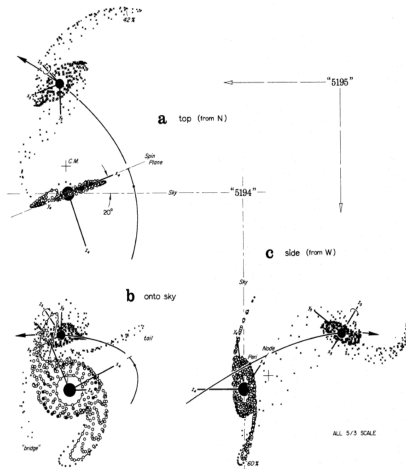 42%
"5195"
a top (from N)
C.M.
Spin
Plane
Sky
20°
"5194"
c side (from W)
Sky
b onto sky
tail
Node
Peri
"bridge"
60%
ALL 5/3 SCALE